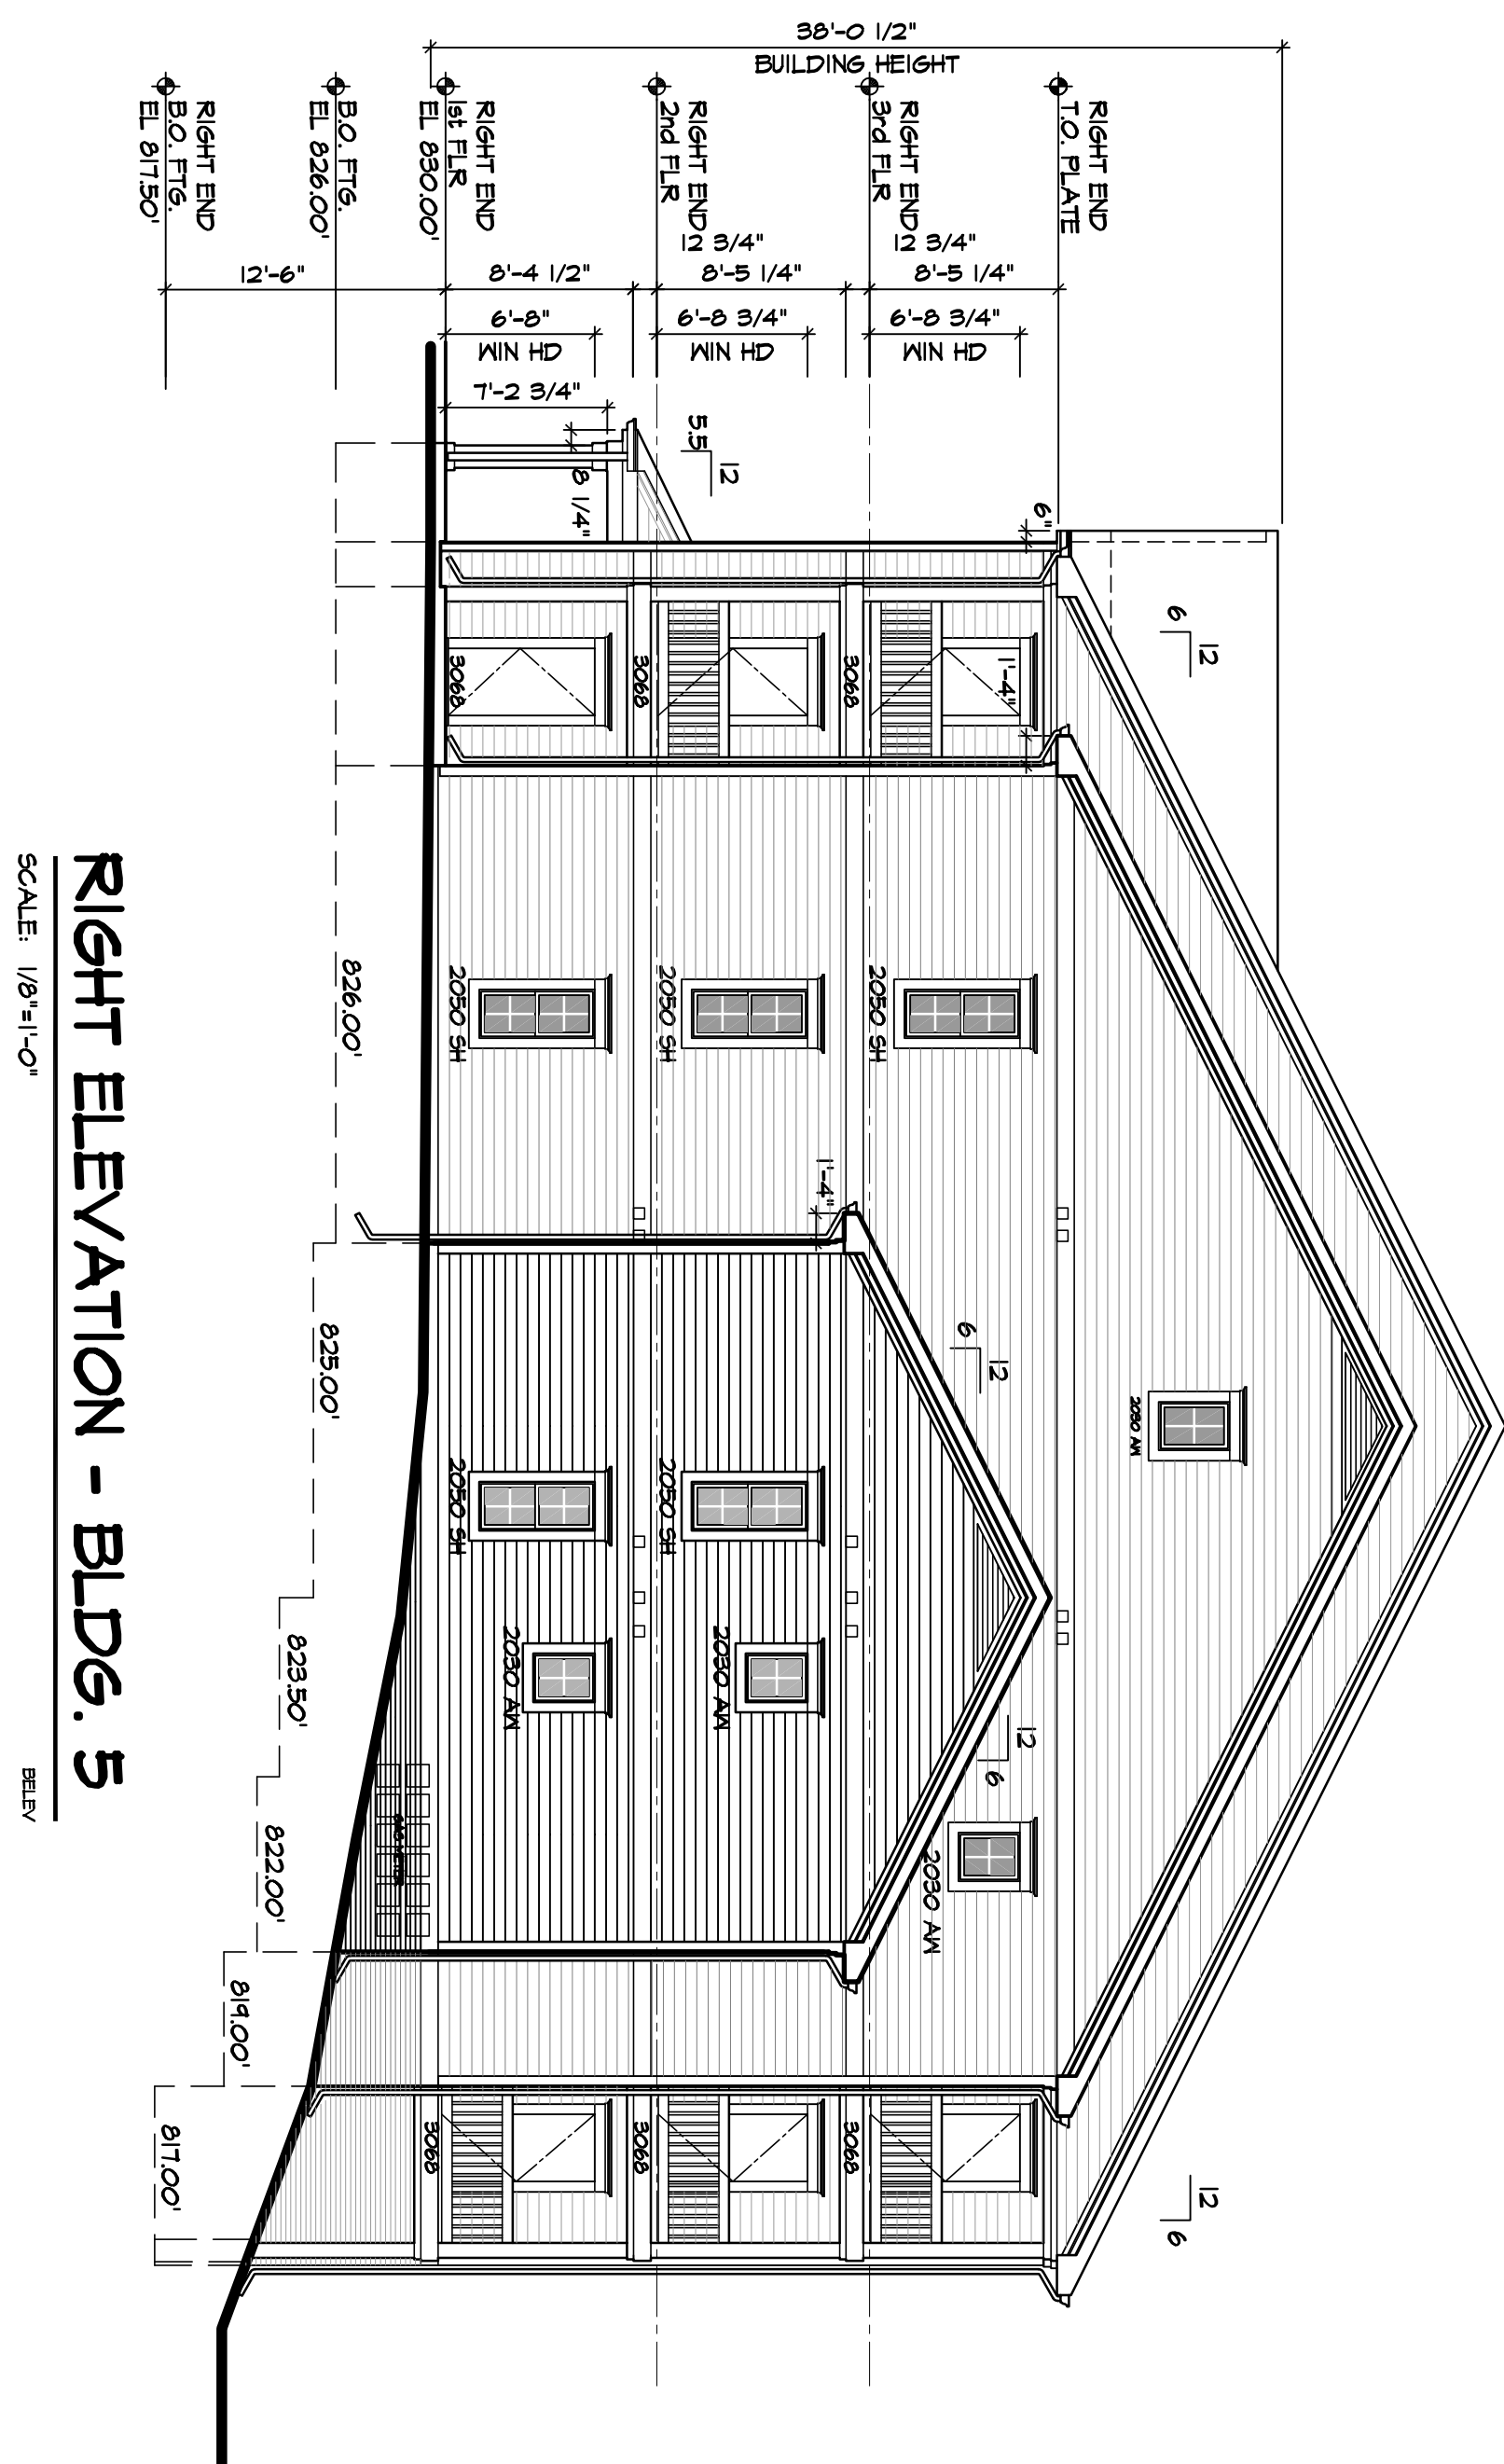 38'-0 1/2"
BUILDING HEIGHT
RIGHT END
T.O. PLATE
RIGHT END
3rd FLR
RIGHT END
2nd FLR
RIGHT END
1st FLR
EL 830.00'
B.O. FTG.
EL 826.00'
RIGHT END
B.O. FTG.
EL 817.50'
12 3/4"
12 3/4"
8'-5 1/4"
8'-5 1/4"
8'-4 1/2"
12'-6"
6'-8 3/4"
MIN HD
6'-8 3/4"
MIN HD
6'-8"
MIN HD
7'-2 3/4"
8 1/4"
5.5
12
6"
6
12
1'-4"
3068
3068
3068
2050 SH
2050 SH
2050 SH
1'-4"
6
12
2030 AW
2050 SH
2050 SH
2030 AW
2030 AW
12
6
2030 AW
GAS METER
3068
3068
3068
12
6
826.00'
825.00'
823.50'
822.00'
819.00'
817.00'
RIGHT ELEVATION - BLDG. 5
SCALE: 1/8"=1'-0"
BELEV